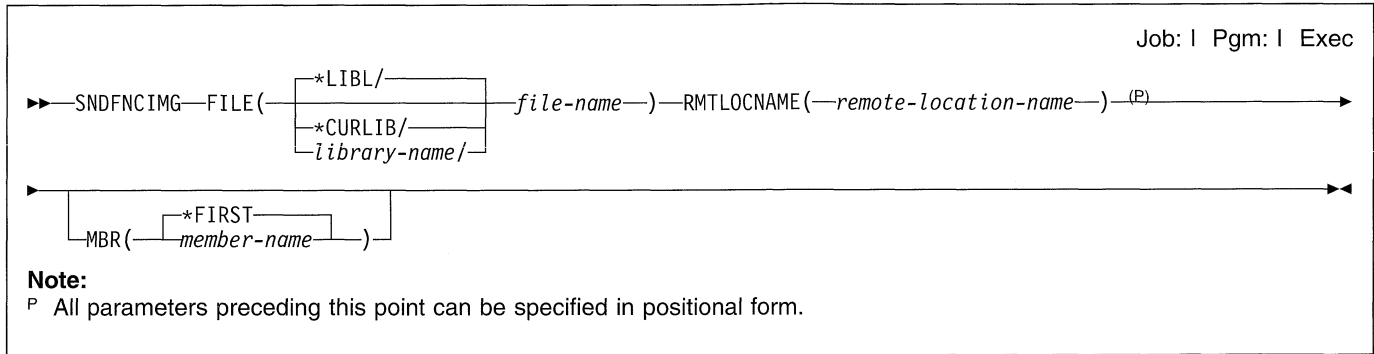 Job: I Pgm: I Exec
*LIBL/
SNDFNCIMG FILE( file-name ) RMTLOCNAME( remote-location-name ) (P)
*CURLIB/
library-name/
*FIRST
MBR( member-name )
Note:
P All parameters preceding this point can be specified in positional form.